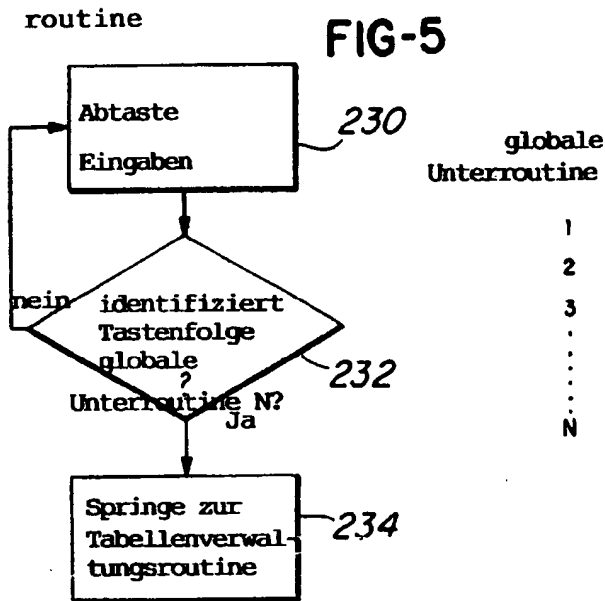 routine
FIG-5
Abtaste
Eingaben
230
globale
Unterroutine
1
2
3
N
nein
identifiziert
Tastenfolge
globale
?
Unterroutine N?
232
Ja
Springe zur
Tabellenverwal-
tungsroutine
234